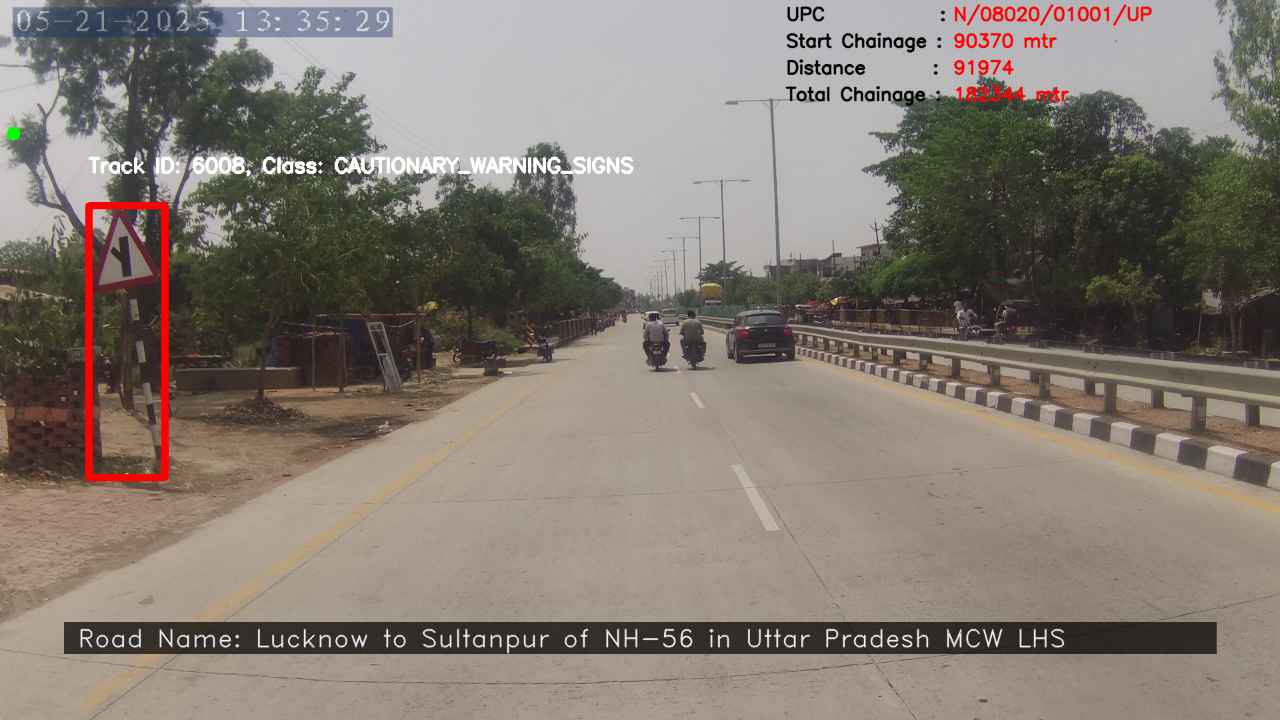 05-21-2025 13:35:29
UPC : N/08020/01001/UP
Start Chainage : 90370 mtr
Distance : 91974
Total Chainage : 182344 mtr
Track ID: 6008, Class: CAUTIONARY_WARNING_SIGNS
Road Name: Lucknow to Sultanpur of NH-56 in Uttar Pradesh MCW LHS